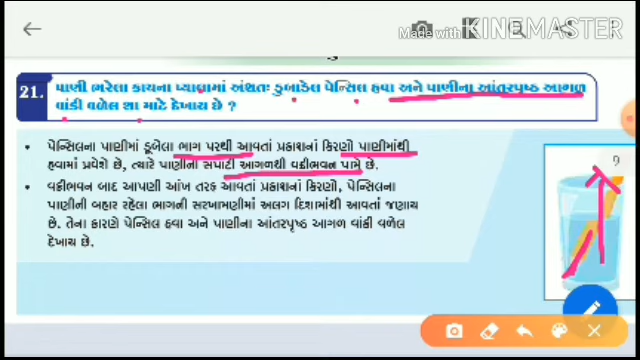 Made with KINEMASTER
21. પાણી ભરેલા કાચના પ્યાલામાં અંશતઃ ડુબાડેલ પેન્સિલ હવા અને પાણીના આંતરપૃષ્ઠ આગળ
વાંકી વળેલ શા માટે દેખાય છે ?
• પેન્સિલના પાણીમાં ડૂબેલા ભાગ પરથી આવતાં પ્રકાશનાં કિરણો પાણીમાંથી
હવામાં પ્રવેશે છે, ત્યારે પાણીની સપાટી આગળથી વક્રીભવન પામે છે.
• વક્રીભવન બાદ આપણી આંખ તરફ આવતાં પ્રકાશનાં કિરણો, પેન્સિલના
પાણીની બહાર રહેલા ભાગની સરખામણીમાં અલગ દિશામાંથી આવતાં જણાય
છે. તેના કારણે પેન્સિલ હવા અને પાણીના આંતરપૃષ્ઠ આગળ વાંકી વળેલ
દેખાય છે.